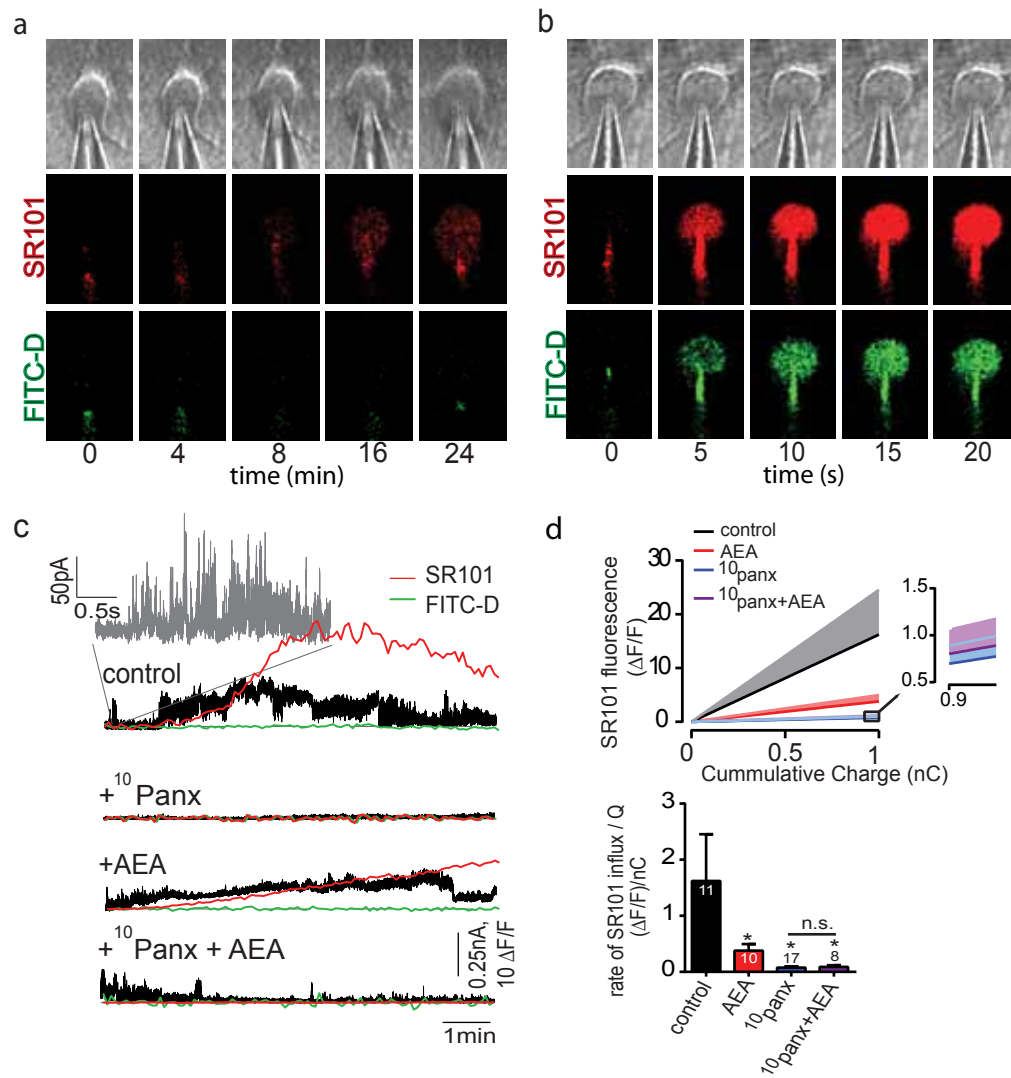 a
SR101
FITC-D
0 4 8 16 24
time (min)
b
SR101
FITC-D
0 5 10 15 20
time (s)
c
50pA
0.5s
SR101
FITC-D
control
+10 Panx
+AEA
+10 Panx + AEA
0.25nA,
10 ΔF/F
1min
d
control
AEA
10panx
10panx+AEA
SR101 fluorescence
(ΔF/F)
30
20
10
0
0 0.5 1
Cummulative Charge (nC)
1.5
1.0
0.5
0.9
rate of SR101 influx / Q
(ΔF/F)/nC
3
2
1
0
11
*
10
*
17
n.s.
*
8
control
AEA
10panx
10panx+AEA